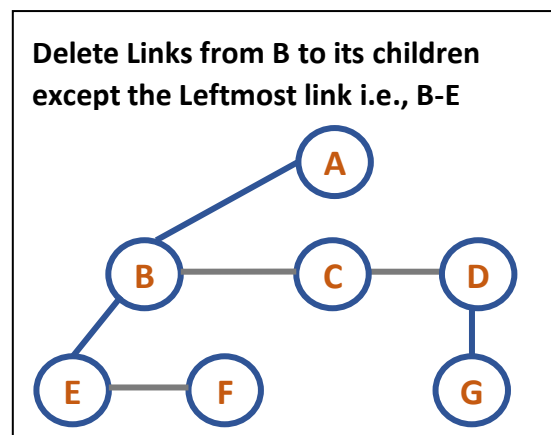 Delete Links from B to its children
except the Leftmost link i.e., B-E
A
B C D
E F G